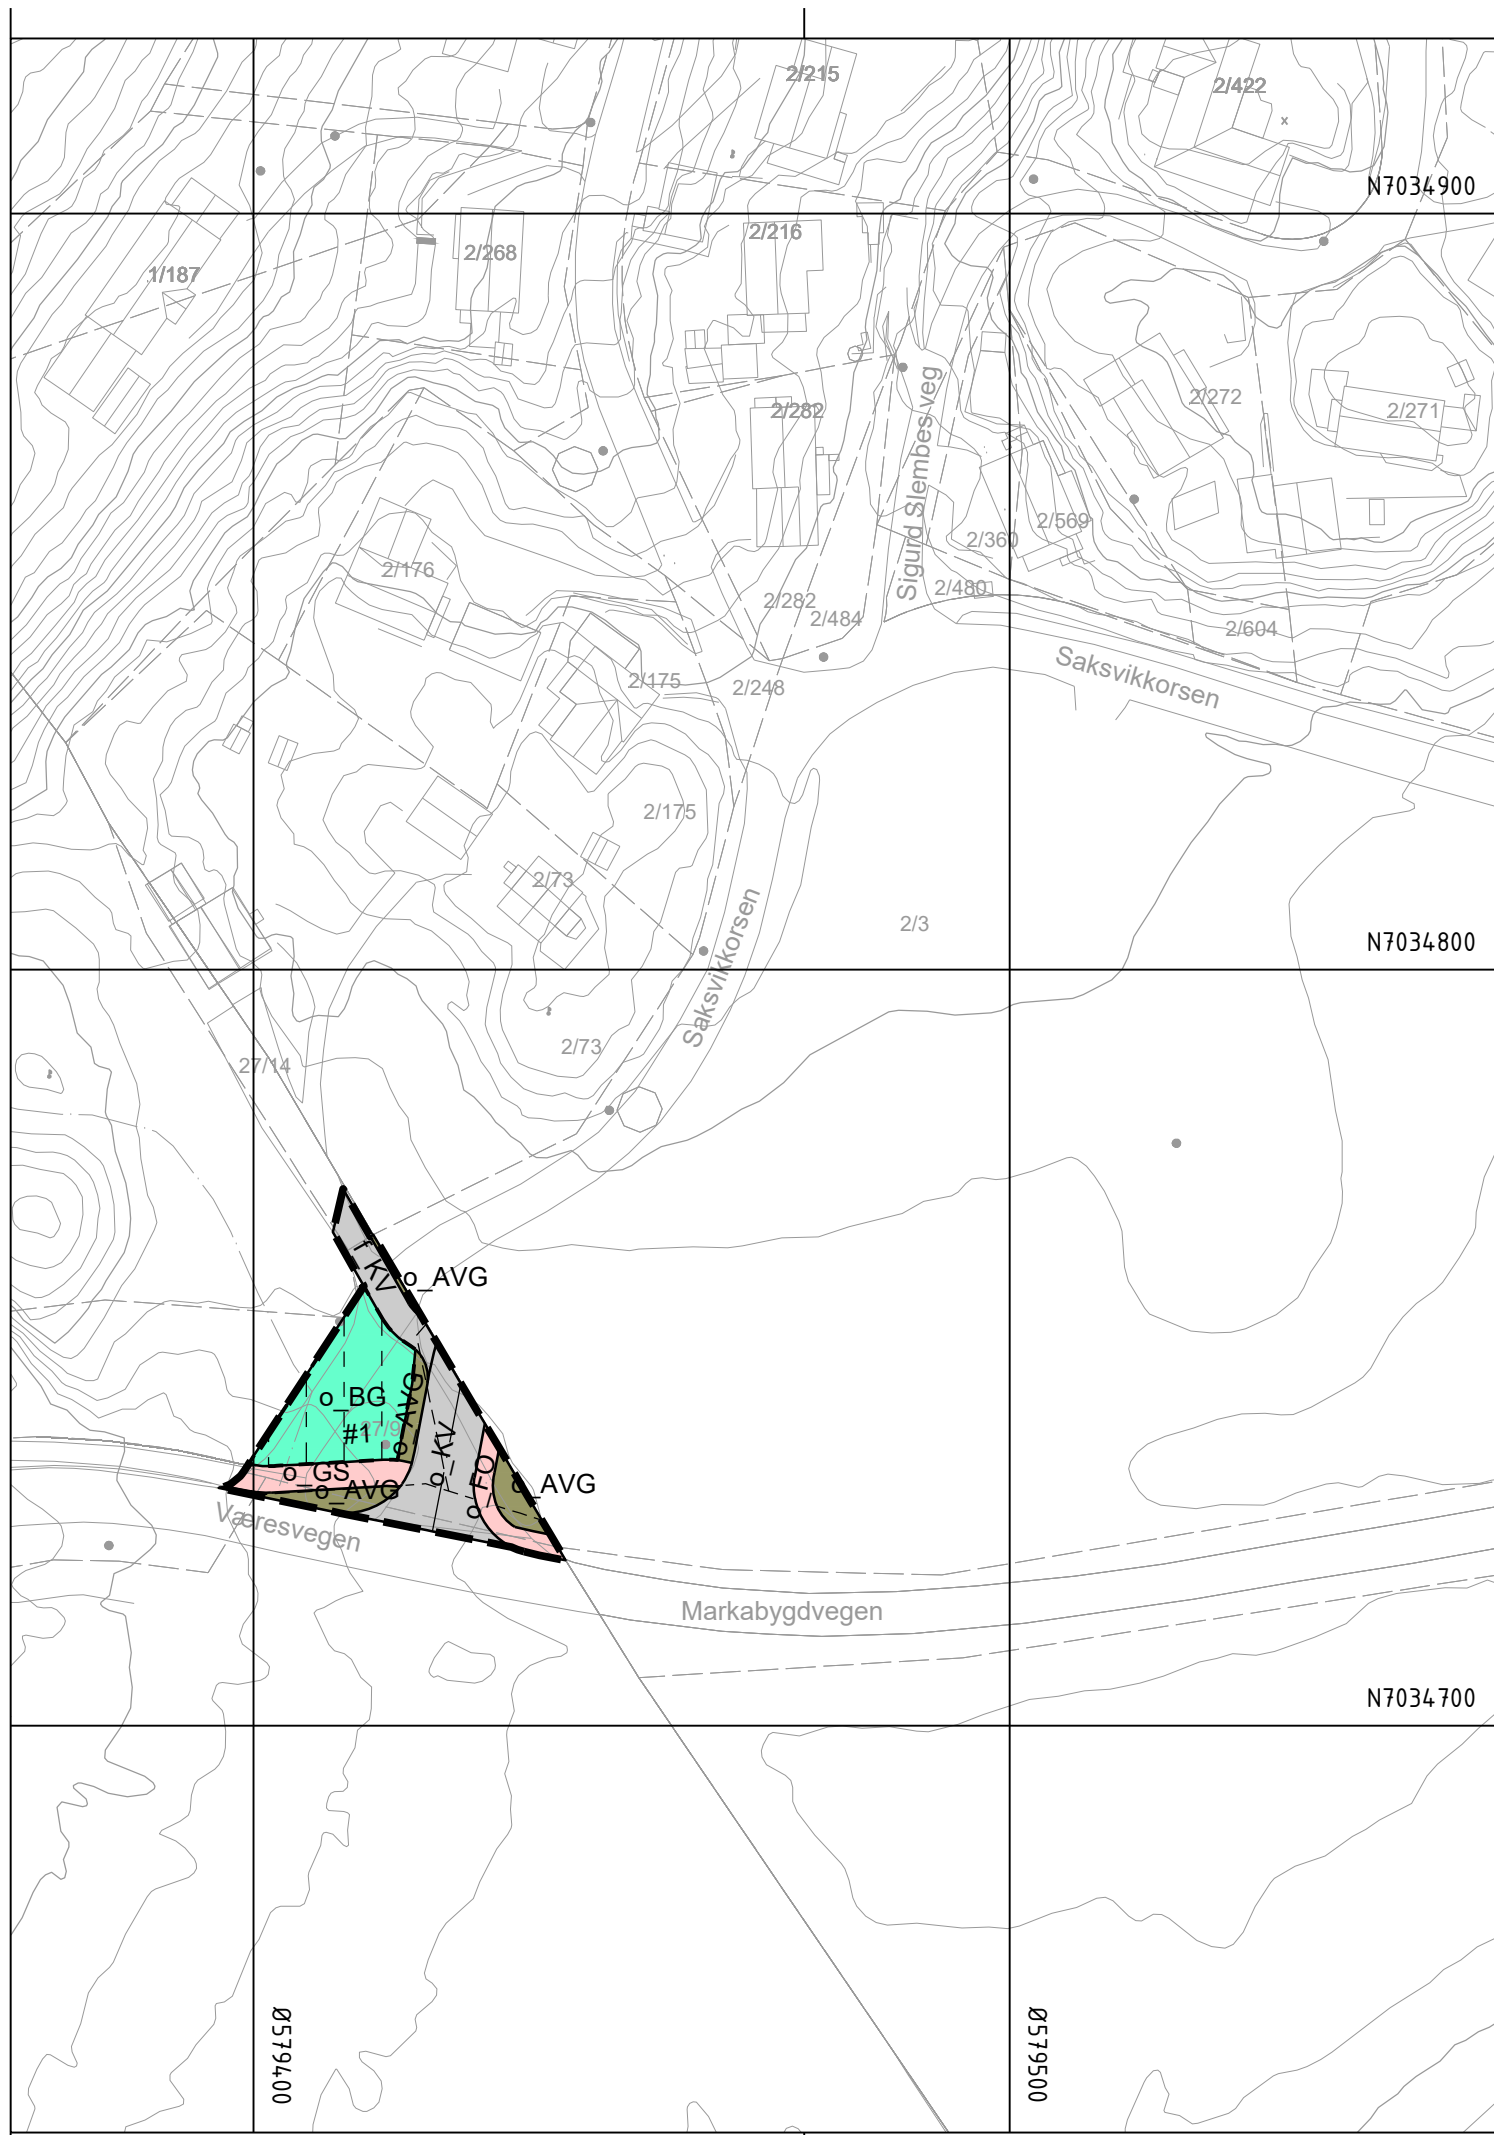 2/215
2/422
N7034900
2/216
2/268
1/187
Sigurd Slembes veg
2/272
2/271
2/282
2/569
2/360
2/176
2/480
2/282
2/484
2/604
Saksvikkorsen
2/175
2/248
2/175
2/73
2/3
N7034800
Saksvikkorsen
2/73
27/14
f_KV
o_AVG
o_BG
#1
27/9
o_AVG
o_KV
o_FO
o_GS
o_AVG
o_AVG
Væresvegen
Markabygdvegen
N7034700
Ø579400
Ø579500